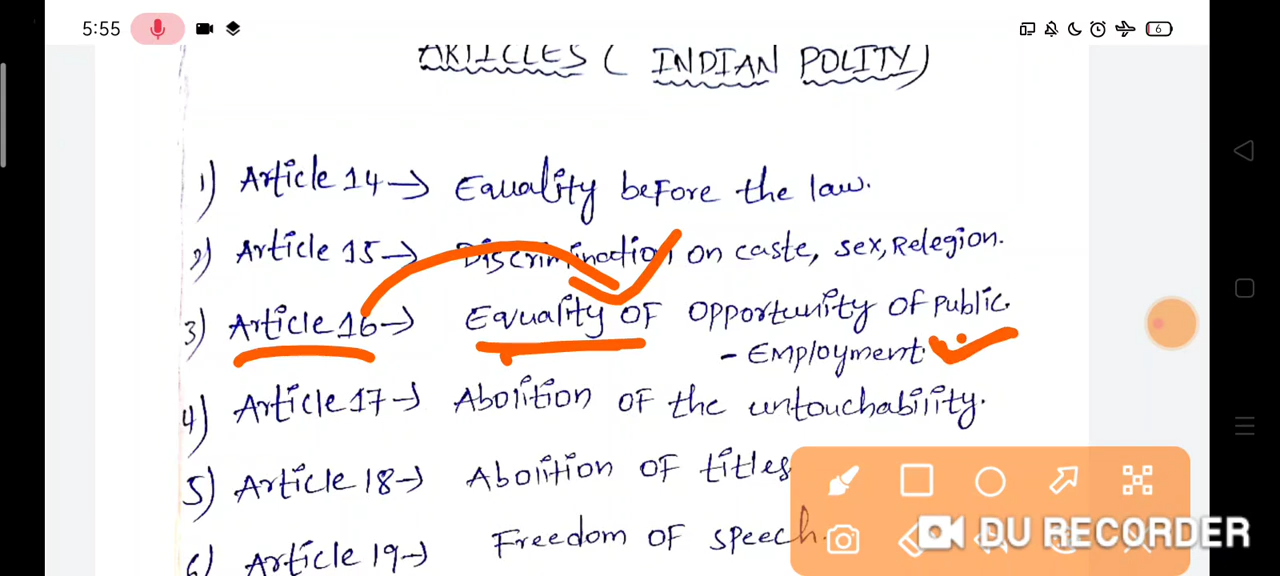 5:55
6
ARTICLES ( INDIAN POLITY)
1) Article 14→ Equality before the law.
2) Article 15→ Discrimination on caste, sex, Relegion.
3) Article 16→ Equality of opportunity of public.
- Employment.
4) Article 17→ Abolition of the untouchability.
5) Article 18→ Abolition of titles
6) Article 19→ Freedom of speech.
DU RECORDER